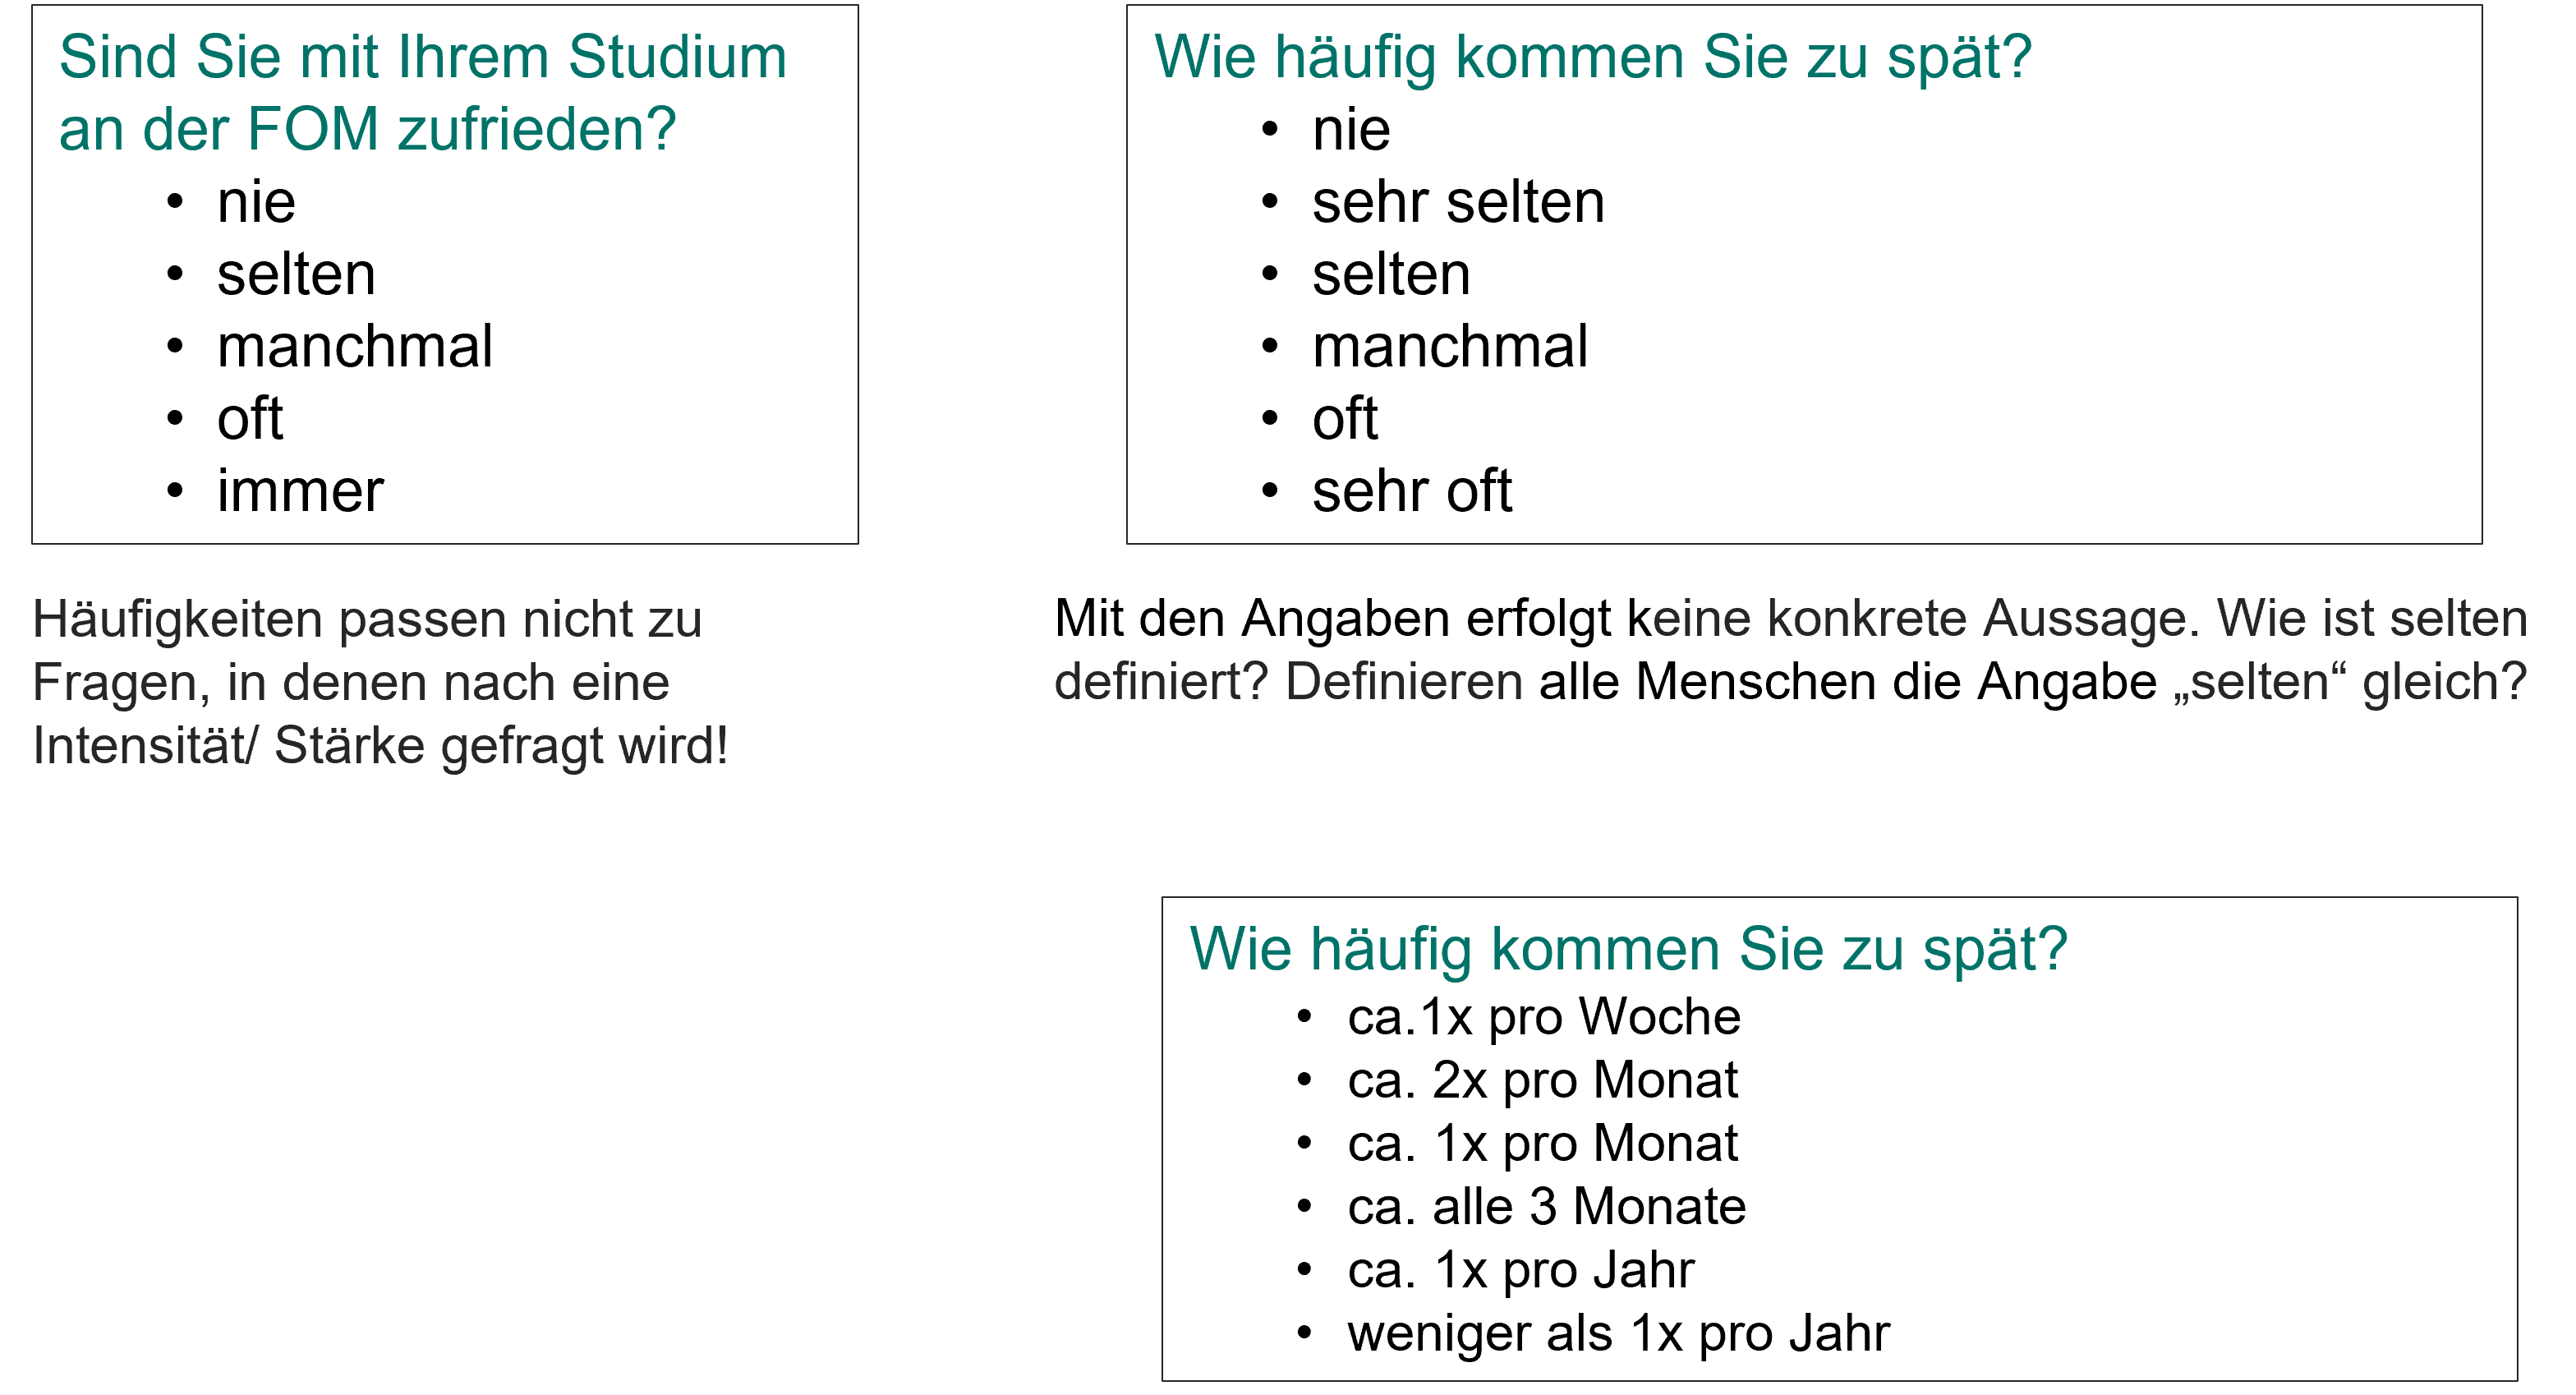 Sind Sie mit Ihrem Studium
an der FOM zufrieden?
• nie
• selten
• manchmal
• oft
• immer
Häufigkeiten passen nicht zu
Fragen, in denen nach eine
Intensität/ Stärke gefragt wird!
Wie häufig kommen Sie zu spät?
• nie
• sehr selten
• selten
• manchmal
• oft
• sehr oft
Mit den Angaben erfolgt keine konkrete Aussage. Wie ist selten
definiert? Definieren alle Menschen die Angabe „selten“ gleich?
Wie häufig kommen Sie zu spät?
• ca.1x pro Woche
• ca. 2x pro Monat
• ca. 1x pro Monat
• ca. alle 3 Monate
• ca. 1x pro Jahr
• weniger als 1x pro Jahr